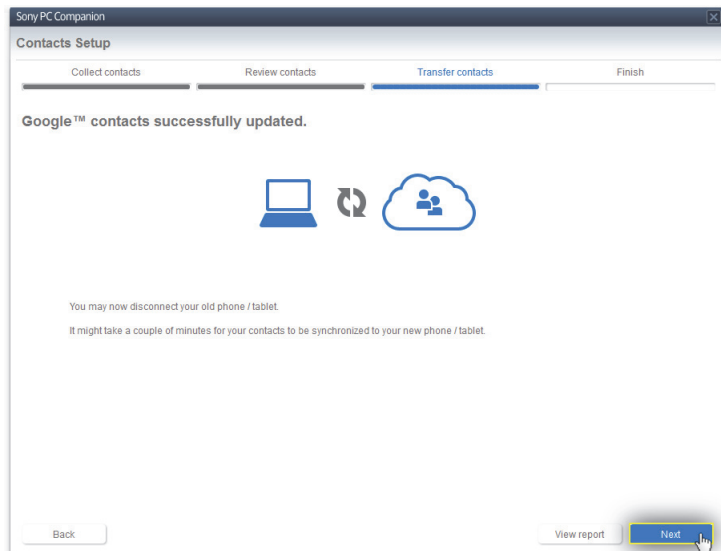 Sony PC Companion
Contacts Setup
Collect contacts Review contacts Transfer contacts Finish
Google™ contacts successfully updated.
You may now disconnect your old phone / tablet.
It might take a couple of minutes for your contacts to be synchronized to your new phone / tablet.
Back View report Next